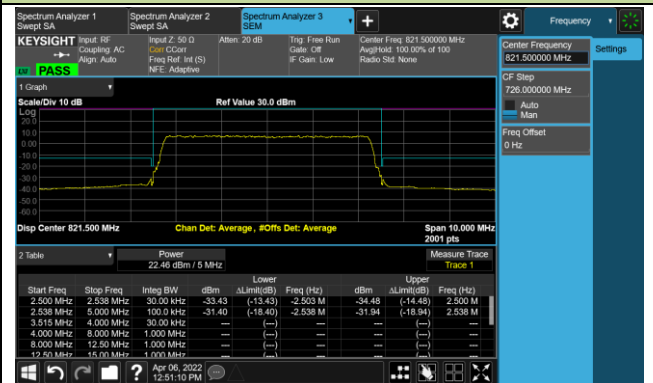 Spectrum Analyzer 1 Spectrum Analyzer 2 Spectrum Analyzer 3 Frequency
Swept SA Swept SA SEM
KEYSIGHT Input: RF Input Z: 50 Ω Atten: 20 dB Trig: Free Run Center Freq: 821.500000 MHz
Coupling: AC Corr CCorr Gate: Off Avg|Hold: 100.00% of 100
Align: Auto Freq Ref: Int (S) IF Gain: Low Radio Std: None
PASS NFE: Adaptive
Center Frequency Settings
821.500000 MHz
CF Step
726.000000 MHz
Auto
Man
Freq Offset
0 Hz
1 Graph
Scale/Div 10 dB Ref Value 30.0 dBm
Log
20.0
10.0
0.00
-10.0
-20.0
-30.0
-40.0
-50.0
-60.0
Disp Center 821.500 MHz Chan Det: Average , #Offs Det: Average Span 10.000 MHz
2001 pts
2 Table Power Measure Trace
22.46 dBm / 5 MHz Trace 1
Lower Upper
Start Freq Stop Freq Integ BW dBm ∆Limit(dB) Freq (Hz) dBm ∆Limit(dB) Freq (Hz)
2.500 MHz 2.538 MHz 30.00 kHz -33.43 (-13.43) -2.503 M -34.48 (-14.48) 2.500 M
2.538 MHz 5.000 MHz 100.0 kHz -31.40 (-18.40) -2.538 M -31.94 (-18.94) 2.538 M
3.515 MHz 4.000 MHz 30.00 kHz --- (---) --- --- (---) ---
4.000 MHz 8.000 MHz 1.000 MHz --- (---) --- --- (---) ---
8.000 MHz 12.50 MHz 1.000 MHz --- (---) --- --- (---) ---
12.50 MHz 15.00 MHz 1.000 MHz --- (---) --- --- (---) ---
Apr 06, 2022
12:51:10 PM